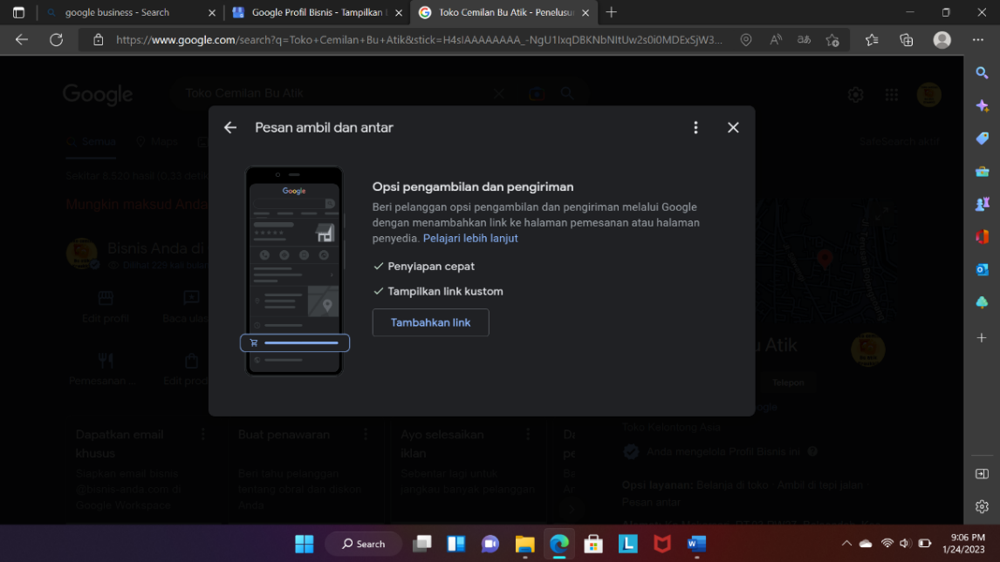 google business - Search
Google Profil Bisnis - Tampilkan
Toko Cemilan Bu Atik - Penelusu
https://www.google.com/search?q=Toko+Cemilan+Bu+Atik&stick=H4sIAAAAAAAA_-NgU1IxqDBKNbNItUw2s0i0MDExSjW3...
Google
Toko Cemilan Bu Atik
Semua
Maps
SafeSearch aktif
Sekitar 8.520 hasil (0,33 detik
Mungkin maksud Anda
Pesan ambil dan antar
Google
Opsi pengambilan dan pengiriman
Beri pelanggan opsi pengambilan dan pengiriman melalui Google
dengan menambahkan link ke halaman pemesanan atau halaman
penyedia. Pelajari lebih lanjut
Penyiapan cepat
Tampilkan link kustom
Tambahkan link
Bisnis Anda di
Dilihat 229 kali bulan
Edit profil
Baca ulas
Pemesanan ...
Edit prod
u Atik
Telepon
ogle
Toko Kelontong Asia
Anda mengelola Profil Bisnis ini
Opsi layanan: Belanja di toko · Ambil di tepi jalan ·
Pesan antar
Dapatkan email
khusus
Siapkan email bisnis
@bisnis-anda.com di
Google Workspace
Buat penawaran
Beri tahu pelanggan
tentang obral dan diskon
Anda
Ayo selesaikan
iklan
Sebentar lagi untuk
jangkau banyak pelanggan
Search
9:06 PM
1/24/2023